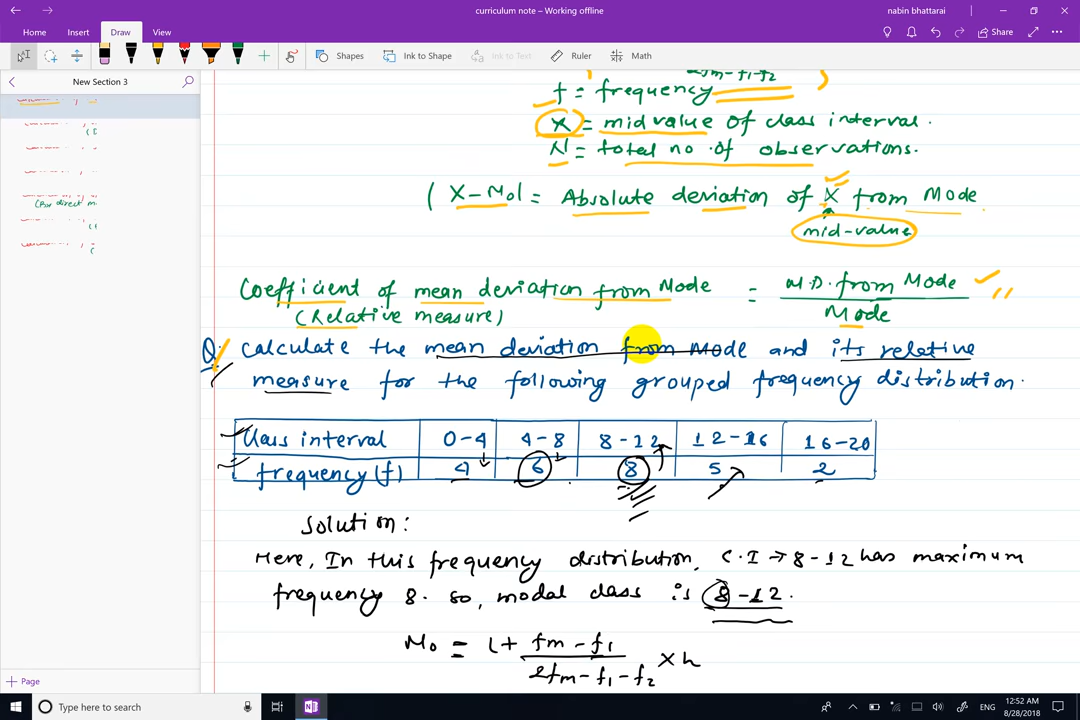 curriculum note – Working offline
nabin bhattarai
Home Insert Draw View
Share
Shapes Ink to Shape Ink to Text Ruler Math
New Section 3
2fm-f1-f2
f = frequency
X = mid value of class interval.
N = total no. of observations.
| X - Mo| = Absolute deviation of X from Mode
mid-value
Coefficient of mean deviation from Mode = M.D. from Mode
(Relative measure) Mode
Q. Calculate the mean deviation from Mode and its relative
measure for the following grouped frequency distribution.
Class interval 0-4 4-8 8-12 12-16 16-20
frequency (f) 4 6 8 5 2
Solution:
Here, In this frequency distribution, C.I → 8-12 has maximum
frequency 8. so, modal class is 8-12.
Mo = l + fm - f1 × h
2fm - f1 - f2
Page
Type here to search
ENG
12:52 AM
8/28/2018